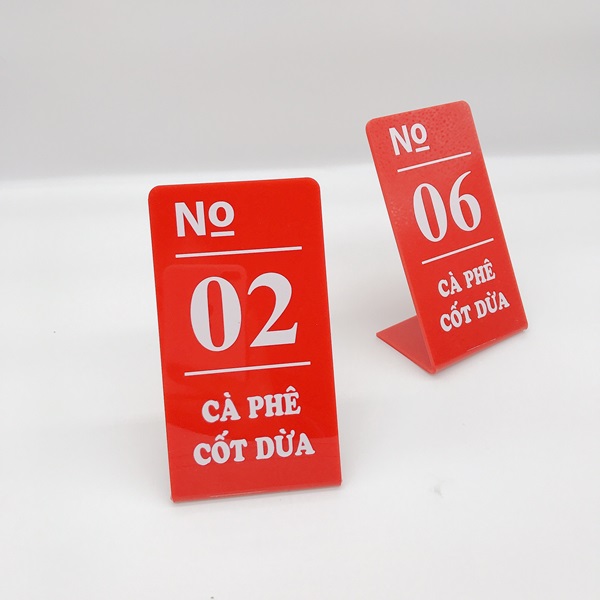 Nº
02
CÀ PHÊ
CỐT DỪA
Nº
06
CÀ PHÊ
CỐT DỪA